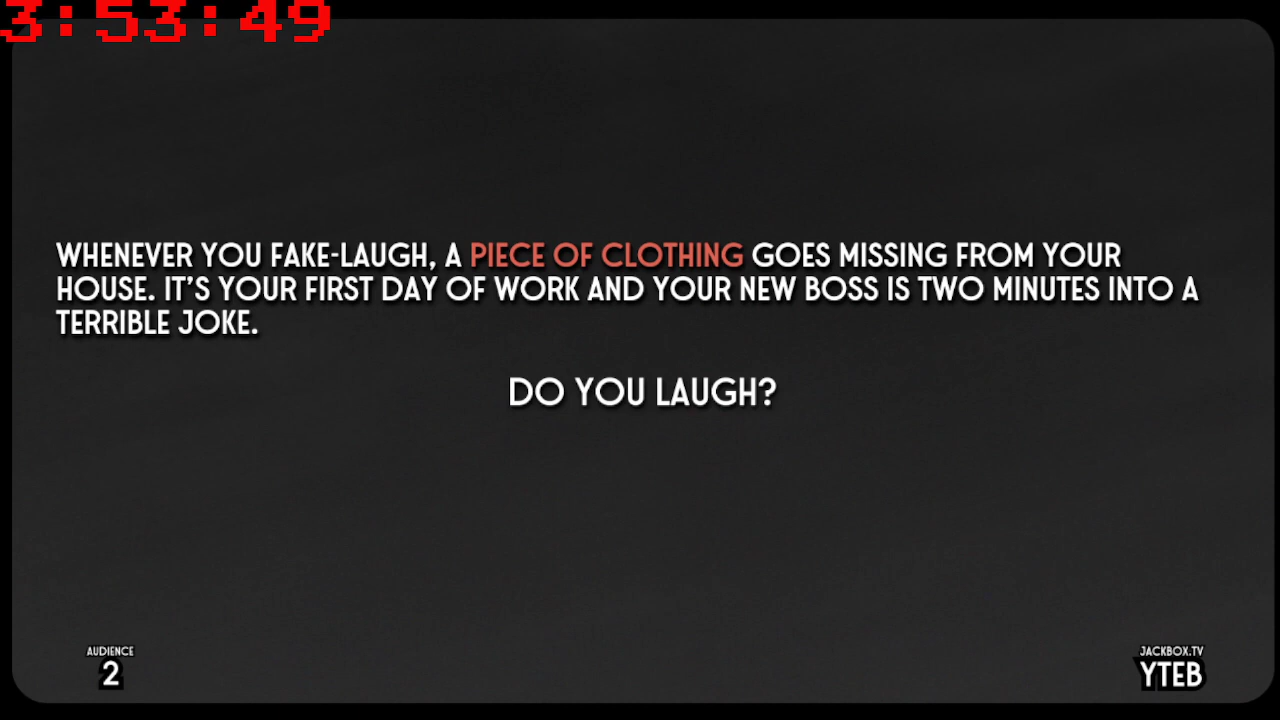 3:53:49
WHENEVER YOU FAKE-LAUGH, A PIECE OF CLOTHING GOES MISSING FROM YOUR
HOUSE. IT'S YOUR FIRST DAY OF WORK AND YOUR NEW BOSS IS TWO MINUTES INTO A
TERRIBLE JOKE.
DO YOU LAUGH?
AUDIENCE
2
JACKBOX.TV
YTEB